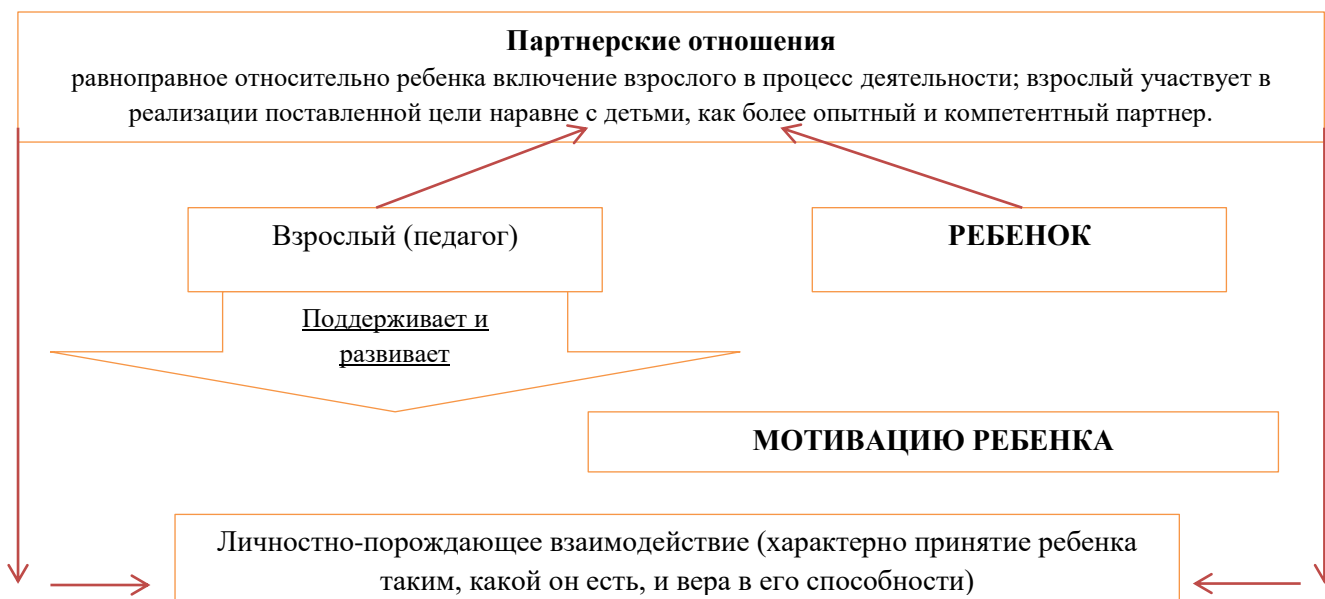 Партнерские отношения
равноправное относительно ребенка включение взрослого в процесс деятельности; взрослый участвует в
реализации поставленной цели наравне с детьми, как более опытный и компетентный партнер.
Взрослый (педагог)
РЕБЕНОК
Поддерживает и
развивает
МОТИВАЦИЮ РЕБЕНКА
Личностно-порождающее взаимодействие (характерно принятие ребенка
таким, какой он есть, и вера в его способности)